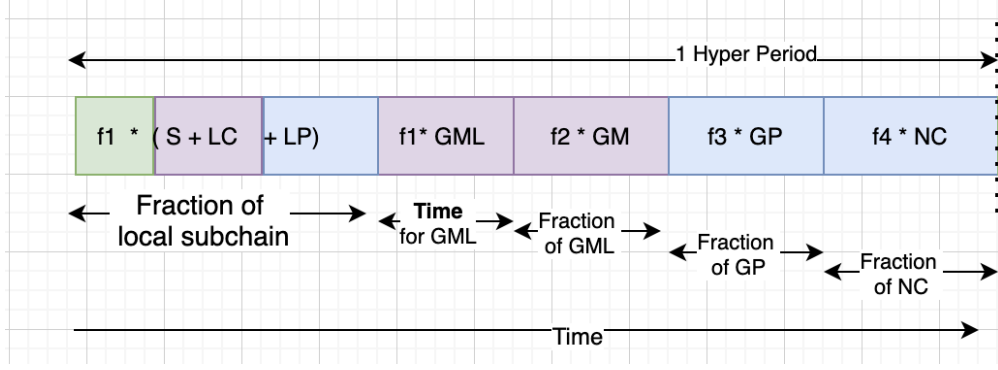 1 Hyper Period
f1 * ( S + LC + LP)
f1* GML
f2 * GM
f3 * GP
f4 * NC
Fraction of
local subchain
Time
for GML
Fraction
of GML
Fraction
of GP
Fraction
of NC
Time